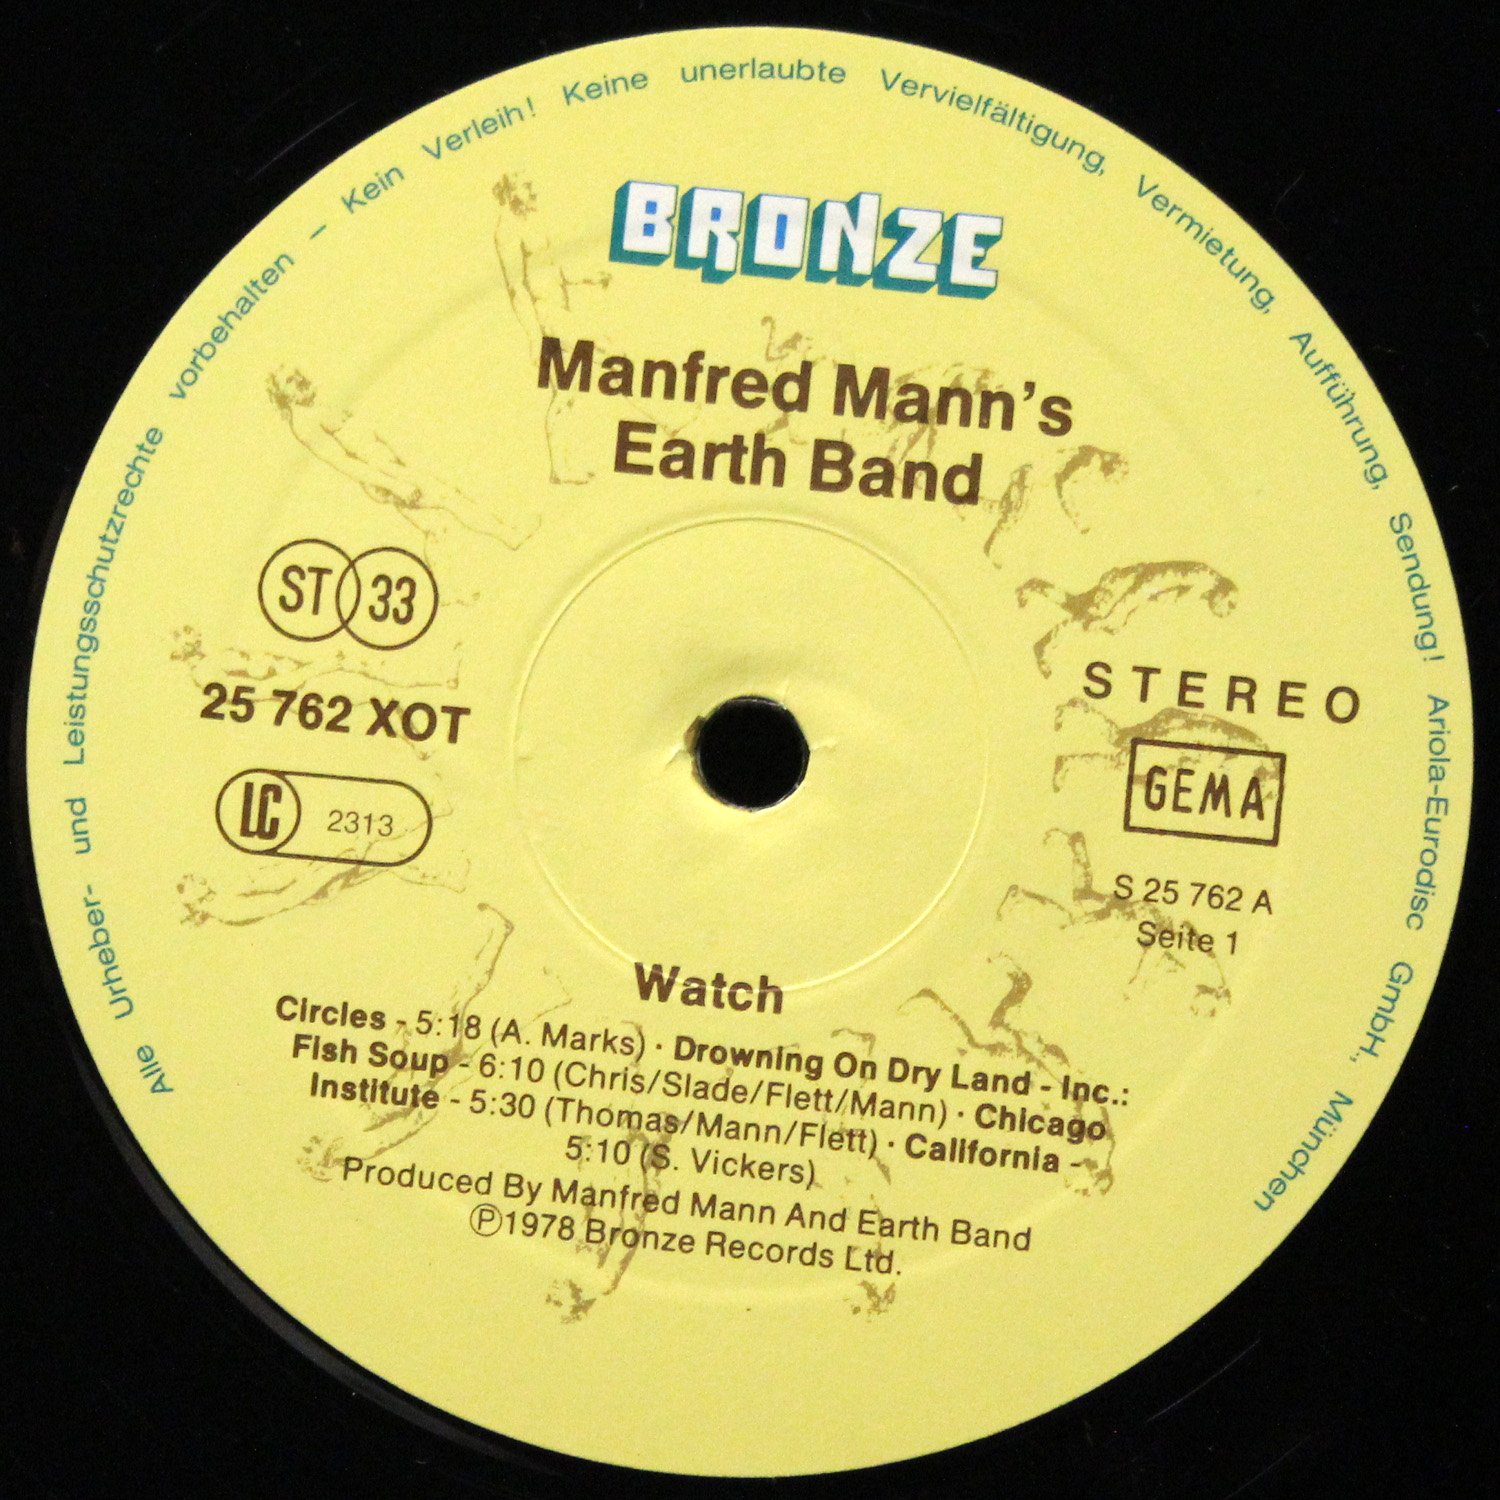 Alle Urheber- und Leistungsschutzrechte vorbehalten – Kein Verleih! Keine unerlaubte Vervielfältigung, Vermietung, Aufführung, Sendung! Ariola-Eurodisc GmbH., München
BRONZE
Manfred Mann's
Earth Band
ST 33
25 762 XOT
LC 2313
STEREO
GEMA
S 25 762 A
Seite 1
Watch
Circles - 5:18 (A. Marks) · Drowning On Dry Land - Inc.:
Fish Soup - 6:10 (Chris/Slade/Flett/Mann) · Chicago
Institute - 5:30 (Thomas/Mann/Flett) · California -
5:10 (S. Vickers)
Produced By Manfred Mann And Earth Band
Ⓟ1978 Bronze Records Ltd.